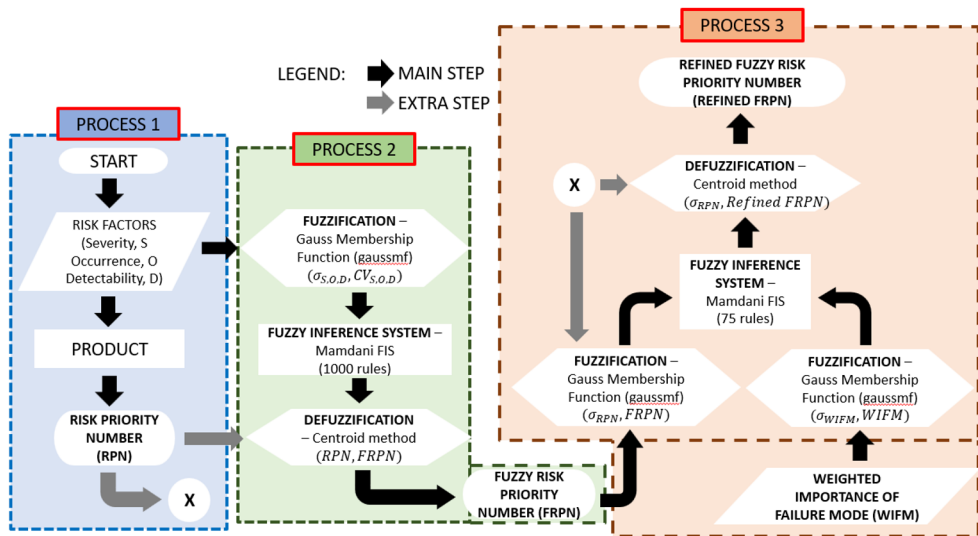 PROCESS 3
LEGEND:
MAIN STEP
EXTRA STEP
REFINED FUZZY RISK
PRIORITY NUMBER
(REFINED FRPN)
PROCESS 1
START
RISK FACTORS
(Severity, S
Occurrence, O
Detectability, D)
PRODUCT
RISK PRIORITY
NUMBER
(RPN)
X
PROCESS 2
FUZZIFICATION –
Gauss Membership
Function (gaussmf)
(σS,O,D, CVS,O,D)
FUZZY INFERENCE SYSTEM –
Mamdani FIS
(1000 rules)
DEFUZZIFICATION
– Centroid method
(RPN, FRPN)
FUZZY RISK
PRIORITY
NUMBER (FRPN)
X
DEFUZZIFICATION –
Centroid method
(σRPN, Refined FRPN)
FUZZY INFERENCE
SYSTEM –
Mamdani FIS
(75 rules)
FUZZIFICATION –
Gauss Membership
Function (gaussmf)
(σRPN, FRPN)
FUZZIFICATION –
Gauss Membership
Function (gaussmf)
(σWIFM, WIFM)
WEIGHTED
IMPORTANCE OF
FAILURE MODE (WIFM)